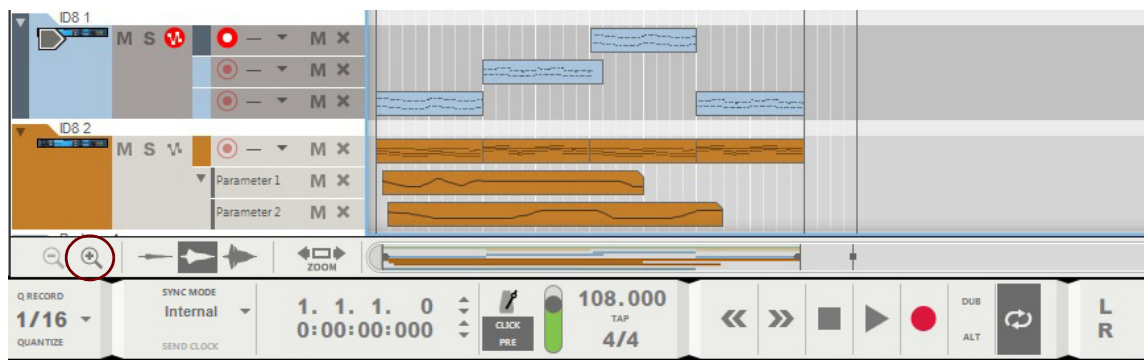 ID8 1
M S
M ×
M ×
M ×
ID8 2
M S
M ×
Parameter 1 M ×
Parameter 2 M ×
ZOOM
Q RECORD
1/16
QUANTIZE
SYNC MODE
Internal
SEND CLOCK
1. 1. 1. 0
0:00:00:000
CLICK
PRE
108.000
TAP
4/4
DUB
ALT
L
R